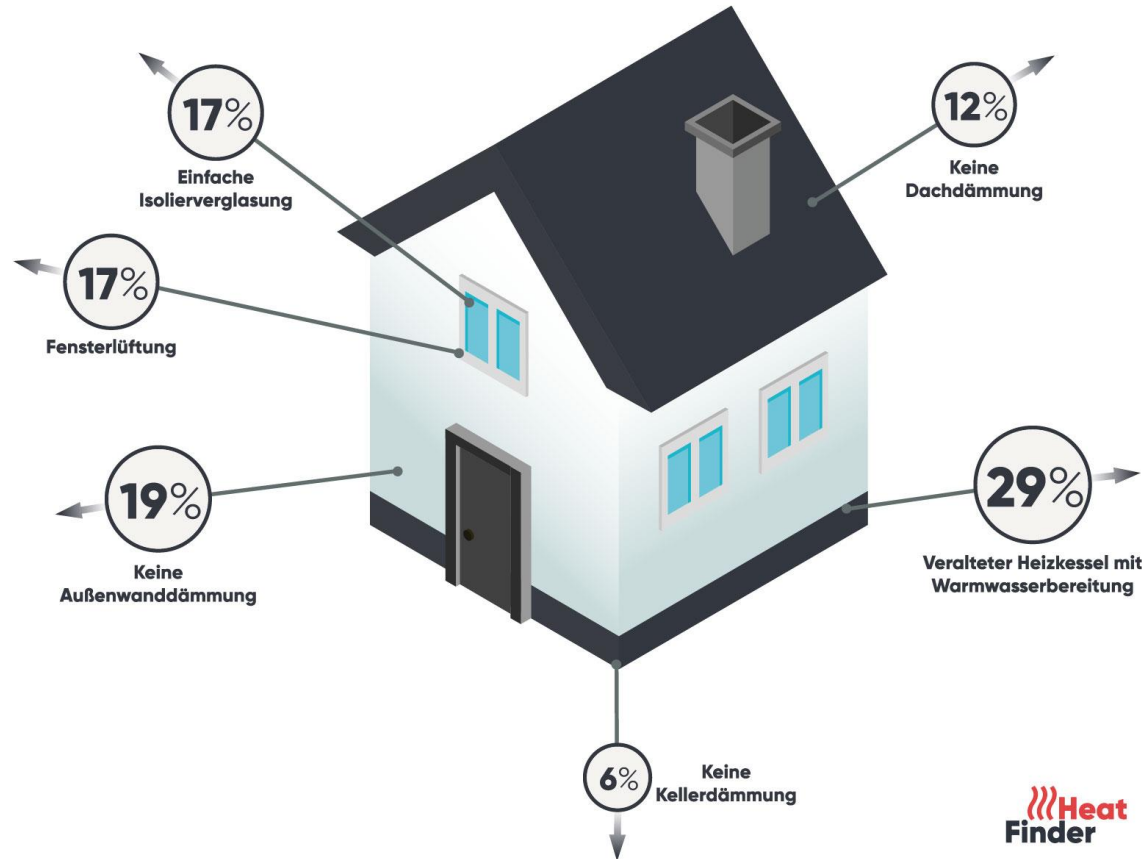 17%
Einfache
Isolierverglasung
12%
Keine
Dachdämmung
17%
Fensterlüftung
19%
Keine
Außenwanddämmung
29%
Veralteter Heizkessel mit
Warmwasserbereitung
6%
Keine
Kellerdämmung
Heat
Finder